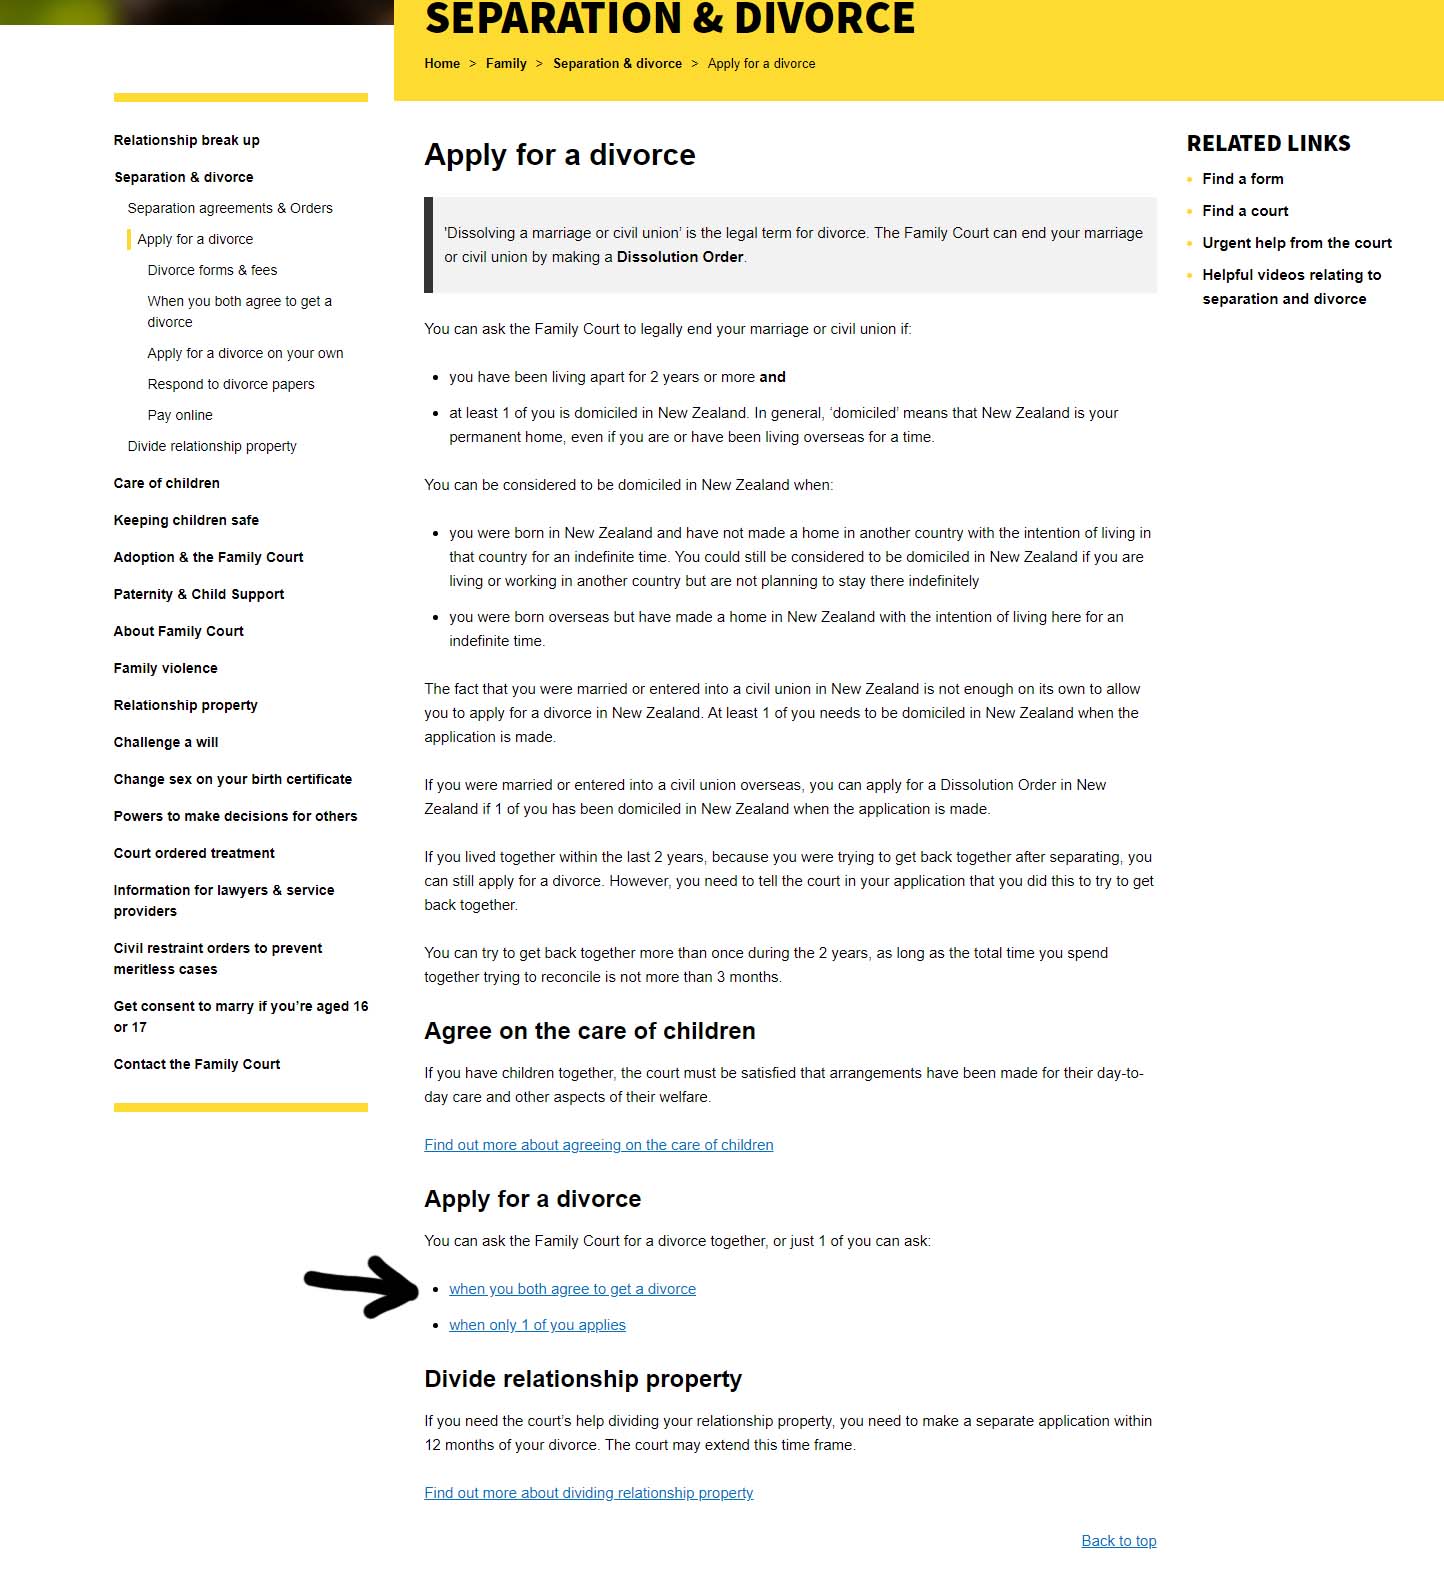 SEPARATION & DIVORCE
Home > Family > Separation & divorce > Apply for a divorce
Relationship break up
Separation & divorce
Separation agreements & Orders
Apply for a divorce
Divorce forms & fees
When you both agree to get a
divorce
Apply for a divorce on your own
Respond to divorce papers
Pay online
Divide relationship property
Care of children
Keeping children safe
Adoption & the Family Court
Paternity & Child Support
About Family Court
Family violence
Relationship property
Challenge a will
Change sex on your birth certificate
Powers to make decisions for others
Court ordered treatment
Information for lawyers & service
providers
Civil restraint orders to prevent
meritless cases
Get consent to marry if you’re aged 16
or 17
Contact the Family Court
Apply for a divorce
'Dissolving a marriage or civil union’ is the legal term for divorce. The Family Court can end your marriage
or civil union by making a Dissolution Order.
You can ask the Family Court to legally end your marriage or civil union if:
• you have been living apart for 2 years or more and
• at least 1 of you is domiciled in New Zealand. In general, ‘domiciled’ means that New Zealand is your
permanent home, even if you are or have been living overseas for a time.
You can be considered to be domiciled in New Zealand when:
• you were born in New Zealand and have not made a home in another country with the intention of living in
that country for an indefinite time. You could still be considered to be domiciled in New Zealand if you are
living or working in another country but are not planning to stay there indefinitely
• you were born overseas but have made a home in New Zealand with the intention of living here for an
indefinite time.
The fact that you were married or entered into a civil union in New Zealand is not enough on its own to allow
you to apply for a divorce in New Zealand. At least 1 of you needs to be domiciled in New Zealand when the
application is made.
If you were married or entered into a civil union overseas, you can apply for a Dissolution Order in New
Zealand if 1 of you has been domiciled in New Zealand when the application is made.
If you lived together within the last 2 years, because you were trying to get back together after separating, you
can still apply for a divorce. However, you need to tell the court in your application that you did this to try to get
back together.
You can try to get back together more than once during the 2 years, as long as the total time you spend
together trying to reconcile is not more than 3 months.
Agree on the care of children
If you have children together, the court must be satisfied that arrangements have been made for their day-to-
day care and other aspects of their welfare.
Find out more about agreeing on the care of children
Apply for a divorce
You can ask the Family Court for a divorce together, or just 1 of you can ask:
• when you both agree to get a divorce
• when only 1 of you applies
Divide relationship property
If you need the court’s help dividing your relationship property, you need to make a separate application within
12 months of your divorce. The court may extend this time frame.
Find out more about dividing relationship property
Back to top
RELATED LINKS
Find a form
Find a court
Urgent help from the court
Helpful videos relating to
separation and divorce